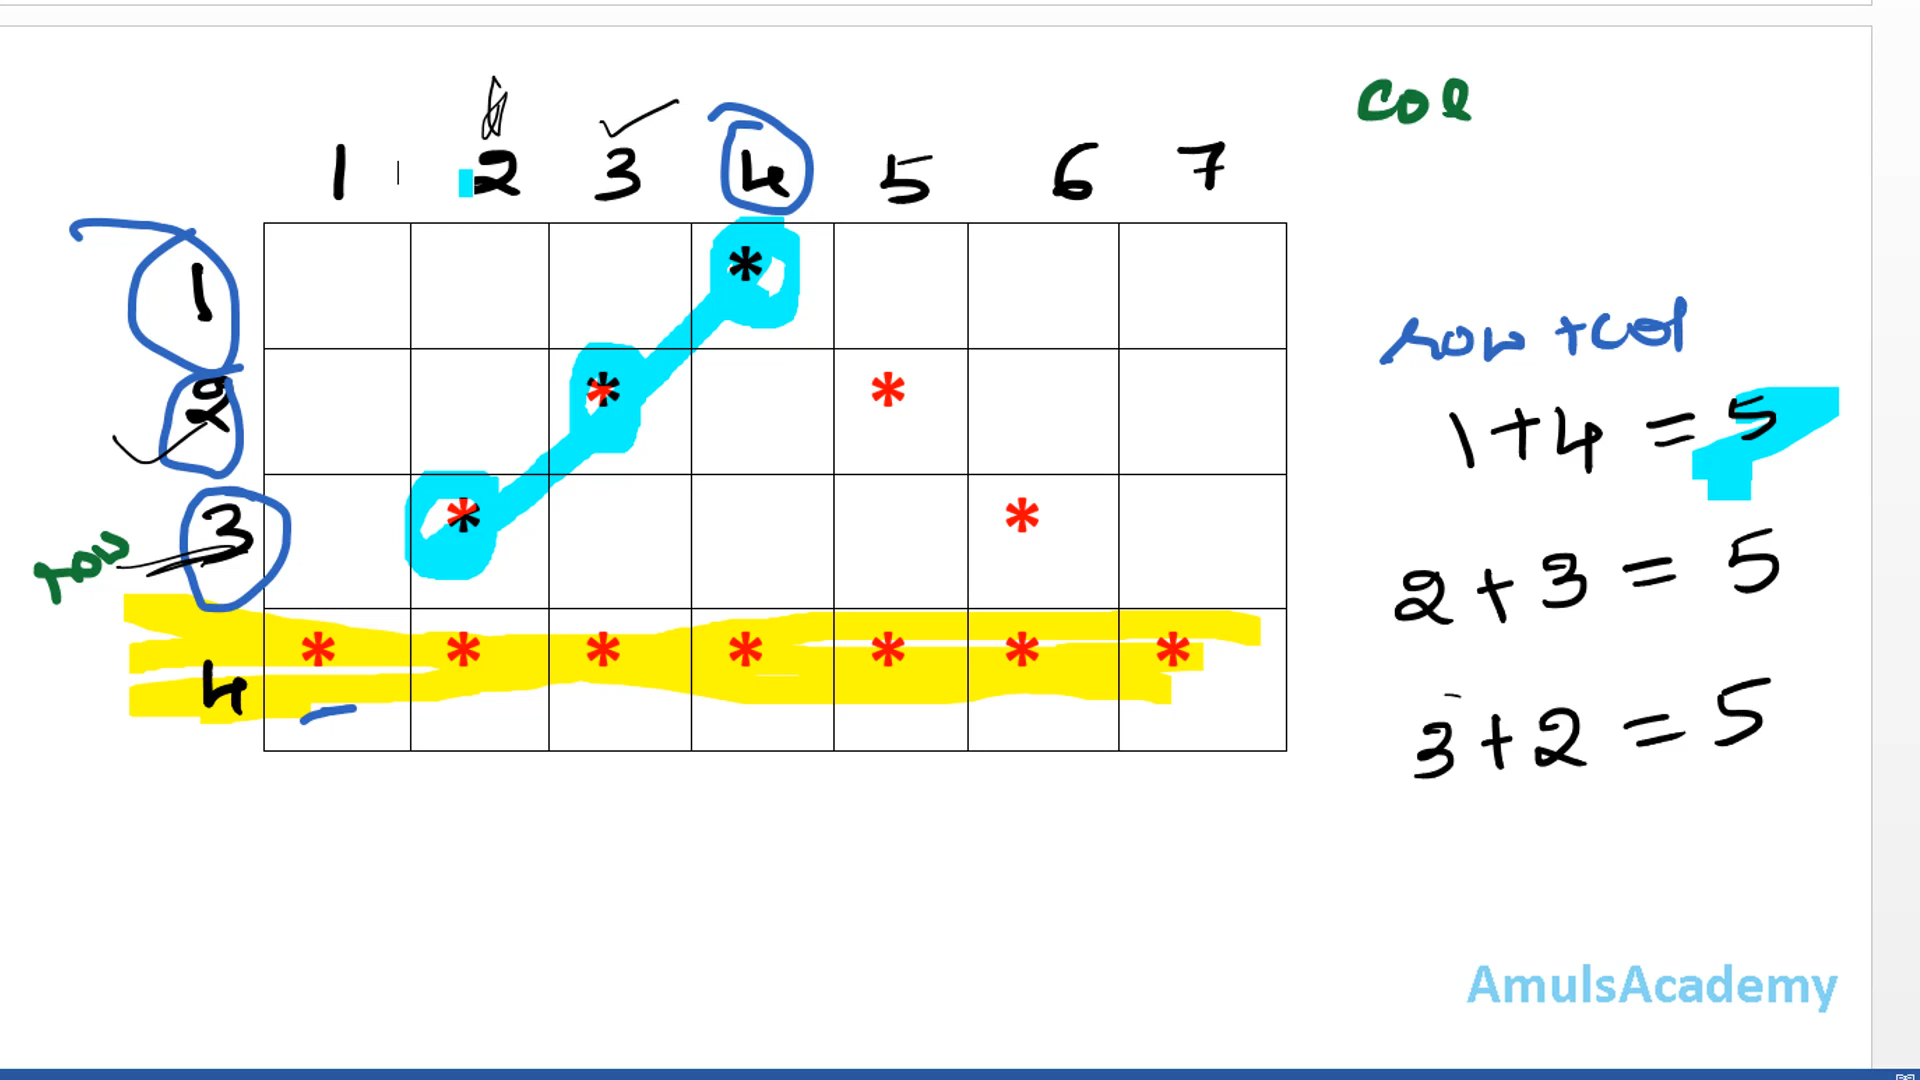 col
1 2 3 4 5 6 7
1 *
2 * *
row + col
1 + 4 = 5
row 3 * *
2 + 3 = 5
4 * * * * * * *
3 + 2 = 5
AmulsAcademy